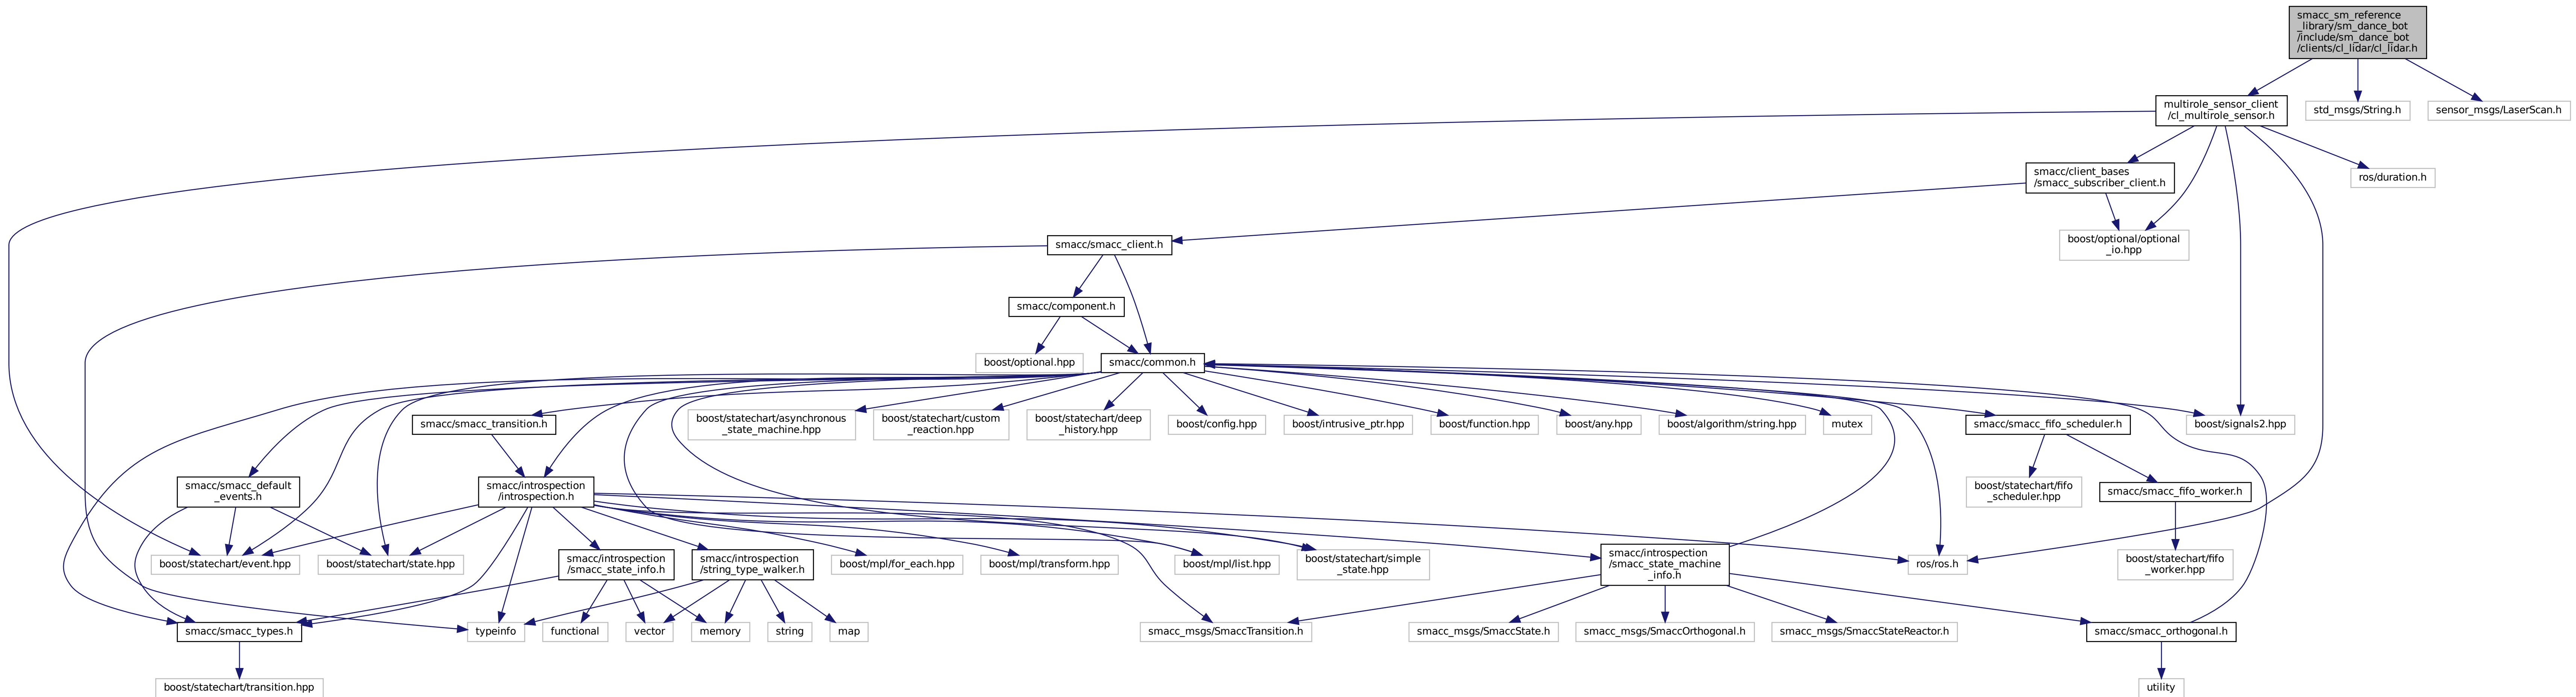 smacc_sm_reference
_library/sm_dance_bot
/include/sm_dance_bot
/clients/cl_lidar/cl_lidar.h
multirole_sensor_client
/cl_multirole_sensor.h
std_msgs/String.h
sensor_msgs/LaserScan.h
smacc/client_bases
/smacc_subscriber_client.h
ros/duration.h
smacc/smacc_client.h
boost/optional/optional
_io.hpp
smacc/component.h
boost/optional.hpp
smacc/common.h
smacc/smacc_transition.h
boost/statechart/asynchronous
_state_machine.hpp
boost/statechart/custom
_reaction.hpp
boost/statechart/deep
_history.hpp
boost/config.hpp
boost/intrusive_ptr.hpp
boost/function.hpp
boost/any.hpp
boost/algorithm/string.hpp
mutex
smacc/smacc_fifo_scheduler.h
boost/signals2.hpp
smacc/smacc_default
_events.h
smacc/introspection
/introspection.h
boost/statechart/fifo
_scheduler.hpp
smacc/smacc_fifo_worker.h
boost/statechart/event.hpp
boost/statechart/state.hpp
smacc/introspection
/smacc_state_info.h
smacc/introspection
/string_type_walker.h
boost/mpl/for_each.hpp
boost/mpl/transform.hpp
boost/mpl/list.hpp
boost/statechart/simple
_state.hpp
smacc/introspection
/smacc_state_machine
_info.h
ros/ros.h
boost/statechart/fifo
_worker.hpp
smacc/smacc_types.h
typeinfo
functional
vector
memory
string
map
smacc_msgs/SmaccTransition.h
smacc_msgs/SmaccState.h
smacc_msgs/SmaccOrthogonal.h
smacc_msgs/SmaccStateReactor.h
smacc/smacc_orthogonal.h
boost/statechart/transition.hpp
utility